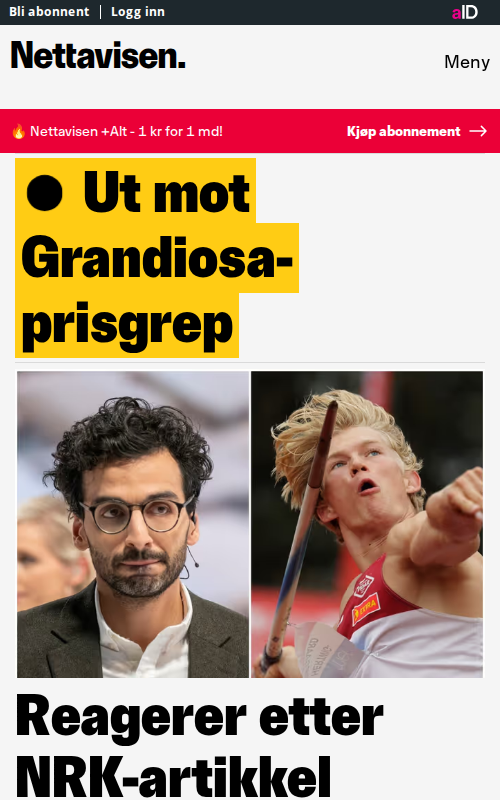 Bli abonnent | Logg inn
aID
Nettavisen.
Meny
🔥 Nettavisen +Alt - 1 kr for 1 md!
Kjøp abonnement →
● Ut mot
Grandiosa-
prisgrep
Reagerer etter
NRK-artikkel